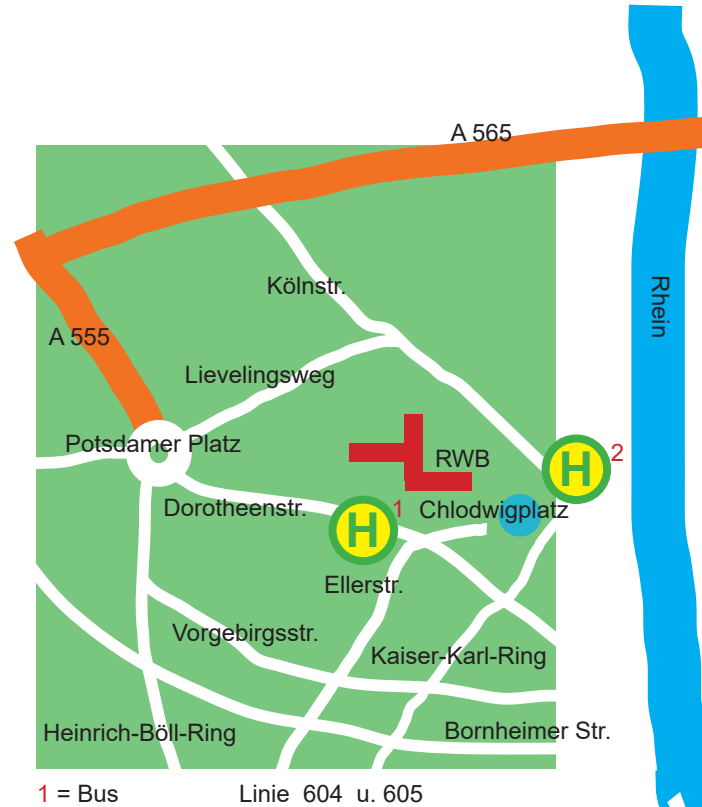 A 565
Rhein
Kölnstr.
A 555
Lievelingsweg
Potsdamer Platz
RWB
H 2
Dorotheenstr.
H 1
Chlodwigplatz
Ellerstr.
Vorgebirgsstr.
Kaiser-Karl-Ring
Heinrich-Böll-Ring
Bornheimer Str.
1 = Bus Linie 604 u. 605